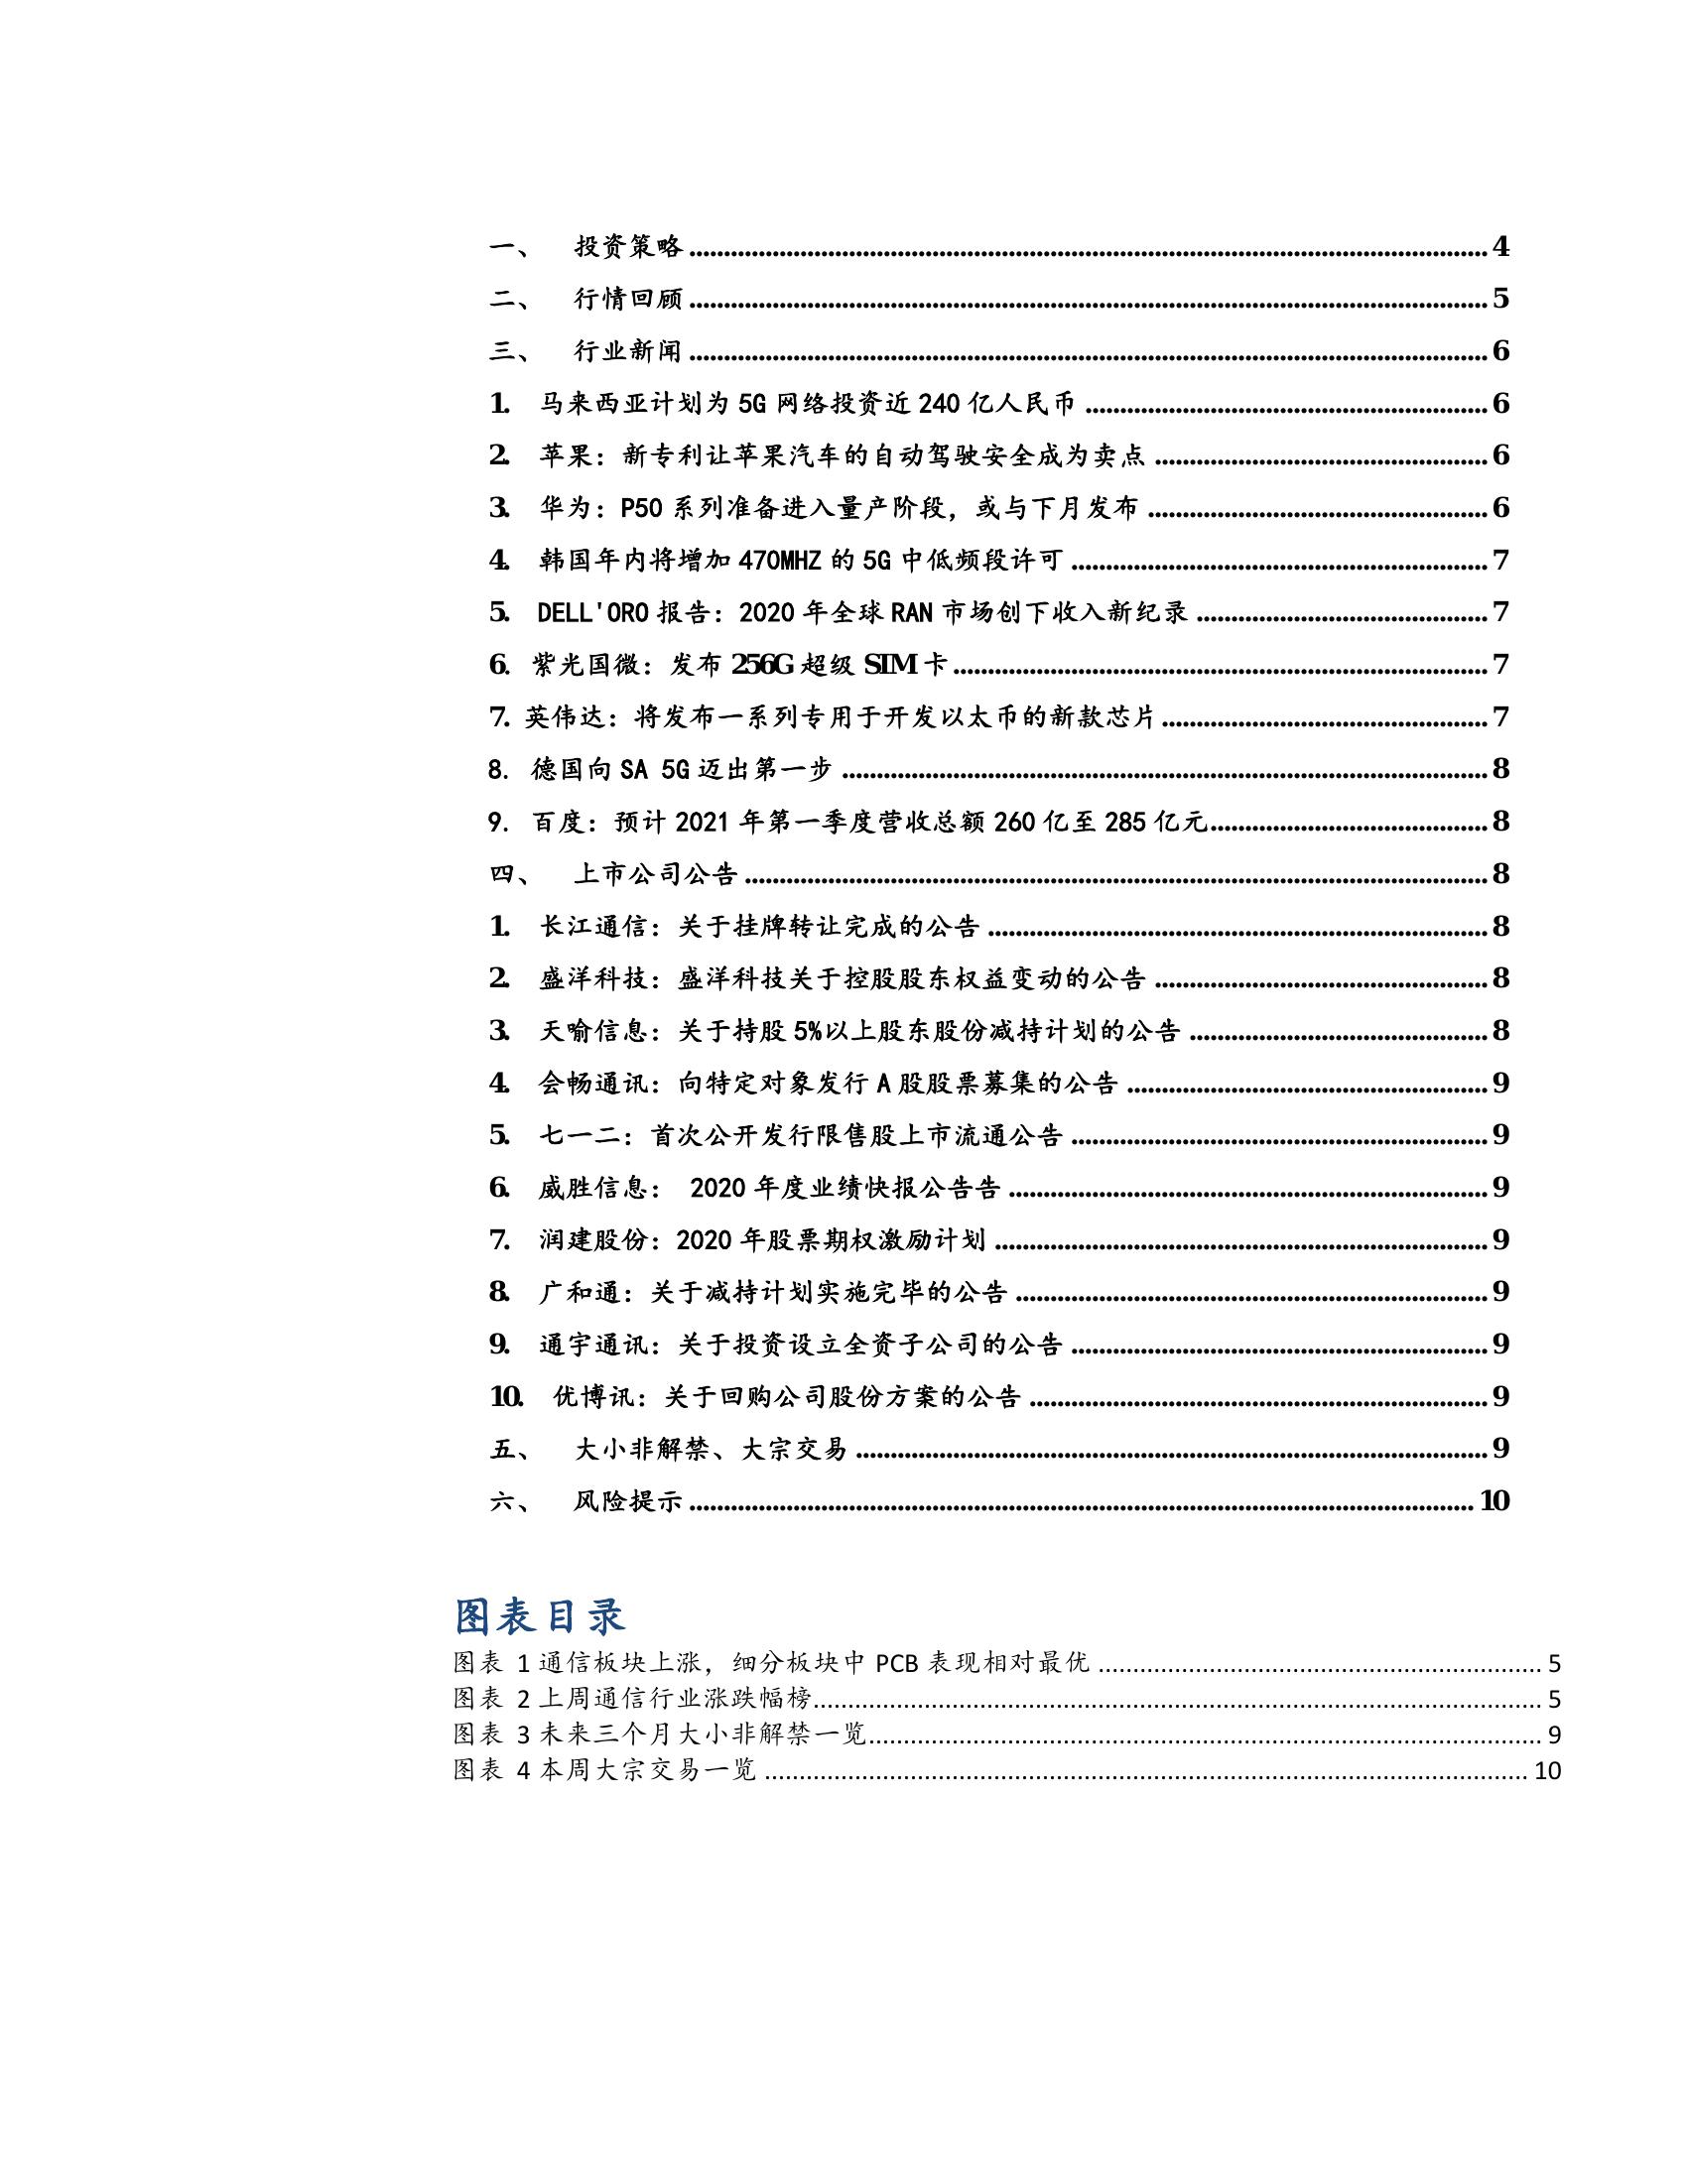 一、 投资策略 4
二、 行情回顾 5
三、 行业新闻 6
1. 马来西亚计划为 5G 网络投资近 240 亿人民币 6
2. 苹果：新专利让苹果汽车的自动驾驶安全成为卖点 6
3. 华为：P50 系列准备进入量产阶段，或与下月发布 6
4. 韩国年内将增加 470MHZ 的 5G 中低频段许可 7
5. DELL'ORO 报告：2020 年全球 RAN 市场创下收入新纪录 7
6. 紫光国微：发布 256G 超级 SIM 卡 7
7. 英伟达：将发布一系列专用于开发以太币的新款芯片 7
8. 德国向 SA 5G 迈出第一步 8
9. 百度：预计 2021 年第一季度营收总额 260 亿至 285 亿元 8
四、 上市公司公告 8
1. 长江通信：关于挂牌转让完成的公告 8
2. 盛洋科技：盛洋科技关于控股股东权益变动的公告 8
3. 天喻信息：关于持股 5%以上股东股份减持计划的公告 8
4. 会畅通讯：向特定对象发行 A 股股票募集的公告 9
5. 七一二：首次公开发行限售股上市流通公告 9
6. 威胜信息： 2020 年度业绩快报公告告 9
7. 润建股份：2020 年股票期权激励计划 9
8. 广和通：关于减持计划实施完毕的公告 9
9. 通宇通讯：关于投资设立全资子公司的公告 9
10. 优博讯：关于回购公司股份方案的公告 9
五、 大小非解禁、大宗交易 9
六、 风险提示 10
图表目录
图表 1 通信板块上涨，细分板块中 PCB 表现相对最优 5
图表 2 上周通信行业涨跌幅榜 5
图表 3 未来三个月大小非解禁一览 9
图表 4 本周大宗交易一览 10